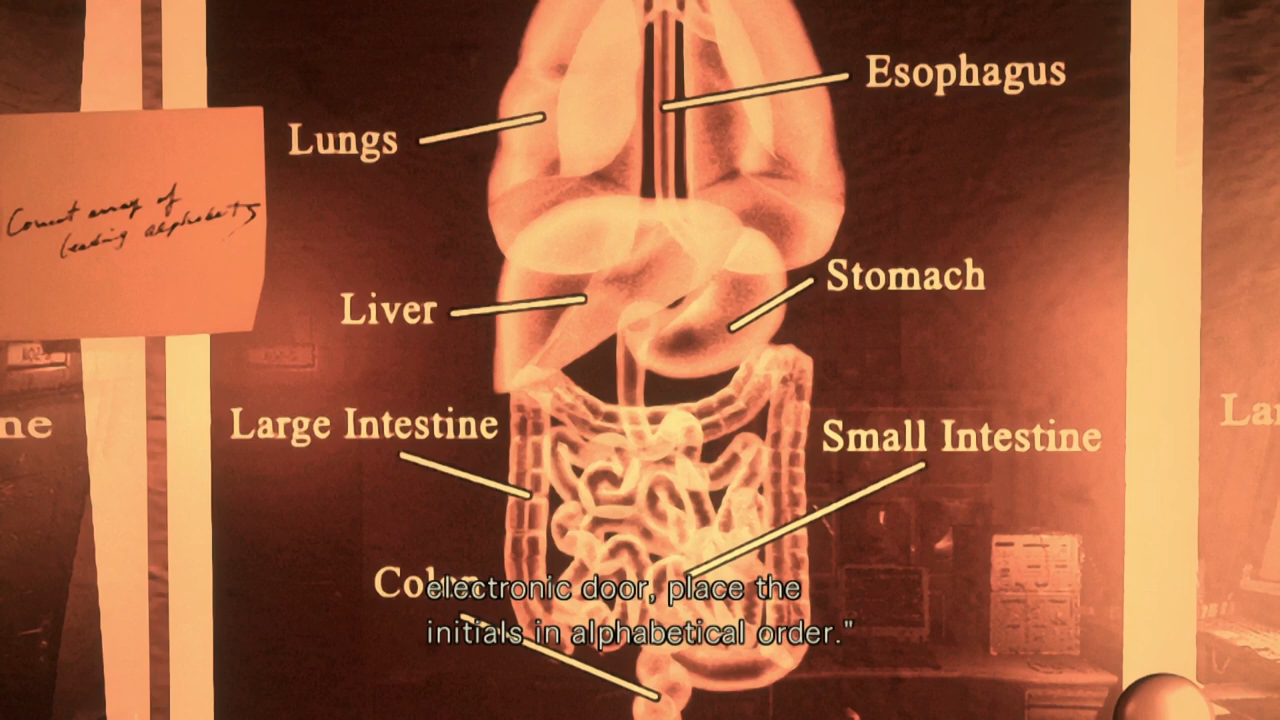 Esophagus
Lungs
Correct array of
leading alphabets
Stomach
Liver
ne
Large Intestine
Small Intestine
La
electronic door, place the
initials in alphabetical order."